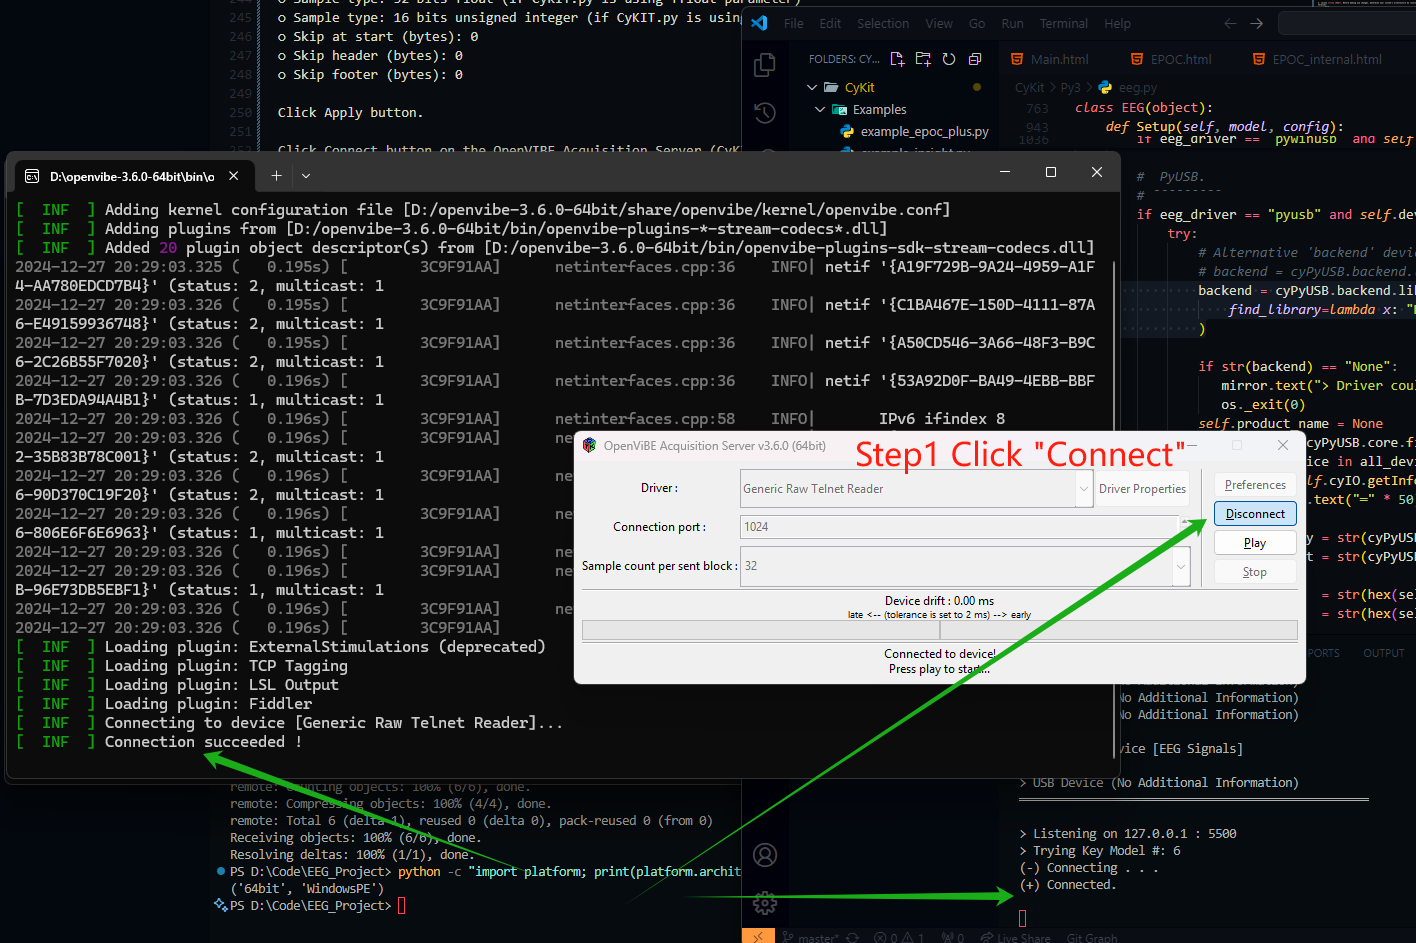 245 o Sample type: 16 bits unsigned integer (if CyKIT.py is using
246 o Skip at start (bytes): 0
247 o Skip header (bytes): 0
248 o Skip footer (bytes): 0
249
250 Click Apply button.
251
Click Connect button on the OpenVIBE Acquisition Server (CyK
File Edit Selection View Go Run Terminal Help
FOLDERS: CY...
CyKit
Examples
example_epoc_plus.py
Main.html EPOC.html EPOC_internal.html
CyKit > Py3 > eeg.py
763 class EEG(object):
943 def Setup(self, model, config):
1036 if eeg_driver == "pywinusb" and self
# PyUSB.
# ---------
#
if eeg_driver == "pyusb" and self.dev
try:
# Alternative 'backend' devic
# backend = cyPyUSB.backend.
backend = cyPyUSB.backend.lib
find_library=lambda x: "
)
if str(backend) == "None":
mirror.text("> Driver cou
os._exit(0)
self.product_name = None
cyPyUSB.core.fi
ice in all_devi
f.cyIO.getInfo
.text("=" * 50
y = str(cyPyUS
t = str(cyPyUS
= str(hex(sel
= str(hex(sel
D:\openvibe-3.6.0-64bit\bin\o
[ INF ] Adding kernel configuration file [D:/openvibe-3.6.0-64bit/share/openvibe/kernel/openvibe.conf]
[ INF ] Adding plugins from [D:/openvibe-3.6.0-64bit/bin/openvibe-plugins-*-stream-codecs*.dll]
[ INF ] Added 20 plugin object descriptor(s) from [D:/openvibe-3.6.0-64bit/bin/openvibe-plugins-sdk-stream-codecs.dll]
2024-12-27 20:29:03.325 ( 0.195s) [ 3C9F91AA] netinterfaces.cpp:36 INFO| netif '{A19F729B-9A24-4959-A1F
4-AA780EDCD7B4}' (status: 2, multicast: 1
2024-12-27 20:29:03.326 ( 0.195s) [ 3C9F91AA] netinterfaces.cpp:36 INFO| netif '{C1BA467E-150D-4111-87A
6-E49159936748}' (status: 2, multicast: 1
2024-12-27 20:29:03.326 ( 0.195s) [ 3C9F91AA] netinterfaces.cpp:36 INFO| netif '{A50CD546-3A66-48F3-B9C
6-2C26B55F7020}' (status: 2, multicast: 1
2024-12-27 20:29:03.326 ( 0.196s) [ 3C9F91AA] netinterfaces.cpp:36 INFO| netif '{53A92D0F-BA49-4EBB-BBF
B-7D3EDA94A4B1}' (status: 1, multicast: 1
2024-12-27 20:29:03.326 ( 0.196s) [ 3C9F91AA] netinterfaces.cpp:58 INFO| IPv6 ifindex 8
2024-12-27 20:29:03.326 ( 0.196s) [ 3C9F91AA] ne
2-35B83B78C001}' (status: 2, multicast: 1
2024-12-27 20:29:03.326 ( 0.196s) [ 3C9F91AA] ne
6-90D370C19F20}' (status: 2, multicast: 1
2024-12-27 20:29:03.326 ( 0.196s) [ 3C9F91AA] ne
6-806E6F6E6963}' (status: 1, multicast: 1
2024-12-27 20:29:03.326 ( 0.196s) [ 3C9F91AA] ne
2024-12-27 20:29:03.326 ( 0.196s) [ 3C9F91AA] ne
B-96E73DB5EBF1}' (status: 1, multicast: 1
2024-12-27 20:29:03.326 ( 0.196s) [ 3C9F91AA] ne
2024-12-27 20:29:03.326 ( 0.196s) [ 3C9F91AA]
[ INF ] Loading plugin: ExternalStimulations (deprecated)
[ INF ] Loading plugin: TCP Tagging
[ INF ] Loading plugin: LSL Output
[ INF ] Loading plugin: Fiddler
[ INF ] Connecting to device [Generic Raw Telnet Reader]...
[ INF ] Connection succeeded !
OpenViBE Acquisition Server v3.6.0 (64bit)
Step1 Click "Connect"
Driver : Generic Raw Telnet Reader Driver Properties
Connection port : 1024
Sample count per sent block : 32
Preferences
Disconnect
Play
Stop
Device drift : 0.00 ms
late <-- (tolerance is set to 2 ms) --> early
Connected to device!
Press play to start...
PORTS OUTPUT
No Additional Information)
No Additional Information)
vice [EEG Signals]
> USB Device (No Additional Information)
> Listening on 127.0.0.1 : 5500
> Trying Key Model #: 6
(-) Connecting . . .
(+) Connected.
remote: Counting objects: 100% (6/6), done.
remote: Compressing objects: 100% (4/4), done.
remote: Total 6 (delta 1), reused 0 (delta 0), pack-reused 0 (from 0)
Receiving objects: 100% (6/6), done.
Resolving deltas: 100% (1/1), done.
PS D:\Code\EEG_Project> python -c "import platform; print(platform.archit
('64bit', 'WindowsPE')
PS D:\Code\EEG_Project>
master* 0 1 0 Live Share Git Graph